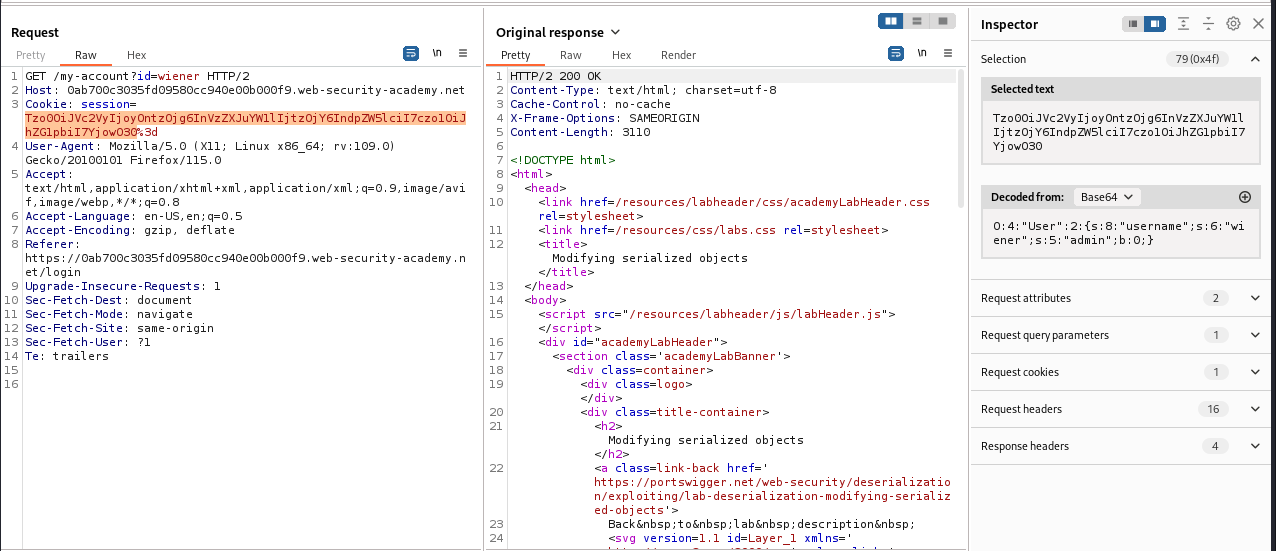 Request
Pretty Raw Hex
\n
1 GET /my-account?id=wiener HTTP/2
2 Host: 0ab700c3035fd09580cc940e00b000f9.web-security-academy.net
3 Cookie: session=
Tzo0OiJVc2VyIjoyOntzOjg6InVzZXJuYW1lIjtzOjY6IndpZW5lciI7czo1OiJ
hZG1pbiI7YjowO30%3d
4 User-Agent: Mozilla/5.0 (X11; Linux x86_64; rv:109.0)
Gecko/20100101 Firefox/115.0
5 Accept:
text/html,application/xhtml+xml,application/xml;q=0.9,image/avi
f,image/webp,*/*;q=0.8
6 Accept-Language: en-US,en;q=0.5
7 Accept-Encoding: gzip, deflate
8 Referer:
https://0ab700c3035fd09580cc940e00b000f9.web-security-academy.n
et/login
9 Upgrade-Insecure-Requests: 1
10 Sec-Fetch-Dest: document
11 Sec-Fetch-Mode: navigate
12 Sec-Fetch-Site: same-origin
13 Sec-Fetch-User: ?1
14 Te: trailers
15
16
Original response
Pretty Raw Hex Render
\n
1 HTTP/2 200 OK
2 Content-Type: text/html; charset=utf-8
3 Cache-Control: no-cache
4 X-Frame-Options: SAMEORIGIN
5 Content-Length: 3110
6
7 <!DOCTYPE html>
8 <html>
9 <head>
10 <link href=/resources/labheader/css/academyLabHeader.css
rel=stylesheet>
11 <link href=/resources/css/labs.css rel=stylesheet>
12 <title>
Modifying serialized objects
</title>
13 </head>
14 <body>
15 <script src="/resources/labheader/js/labHeader.js">
</script>
16 <div id="academyLabHeader">
17 <section class='academyLabBanner'>
18 <div class=container>
19 <div class=logo>
</div>
20 <div class=title-container>
21 <h2>
Modifying serialized objects
</h2>
22 <a class=link-back href='
https://portswigger.net/web-security/deserializatio
n/exploiting/lab-deserialization-modifying-serializ
ed-objects'>
23 Back&nbsp;to&nbsp;lab&nbsp;description&nbsp;
24 <svg version=1.1 id=Layer_1 xmlns='
Inspector
Selection 79 (0x4f)
Selected text
Tzo0OiJVc2VyIjoyOntzOjg6InVzZXJuYW1l
IjtzOjY6IndpZW5lciI7czo1OiJhZG1pbiI7
YjowO30
Decoded from: Base64
O:4:"User":2:{s:8:"username";s:6:"wi
ener";s:5:"admin";b:0;}
Request attributes 2
Request query parameters 1
Request cookies 1
Request headers 16
Response headers 4